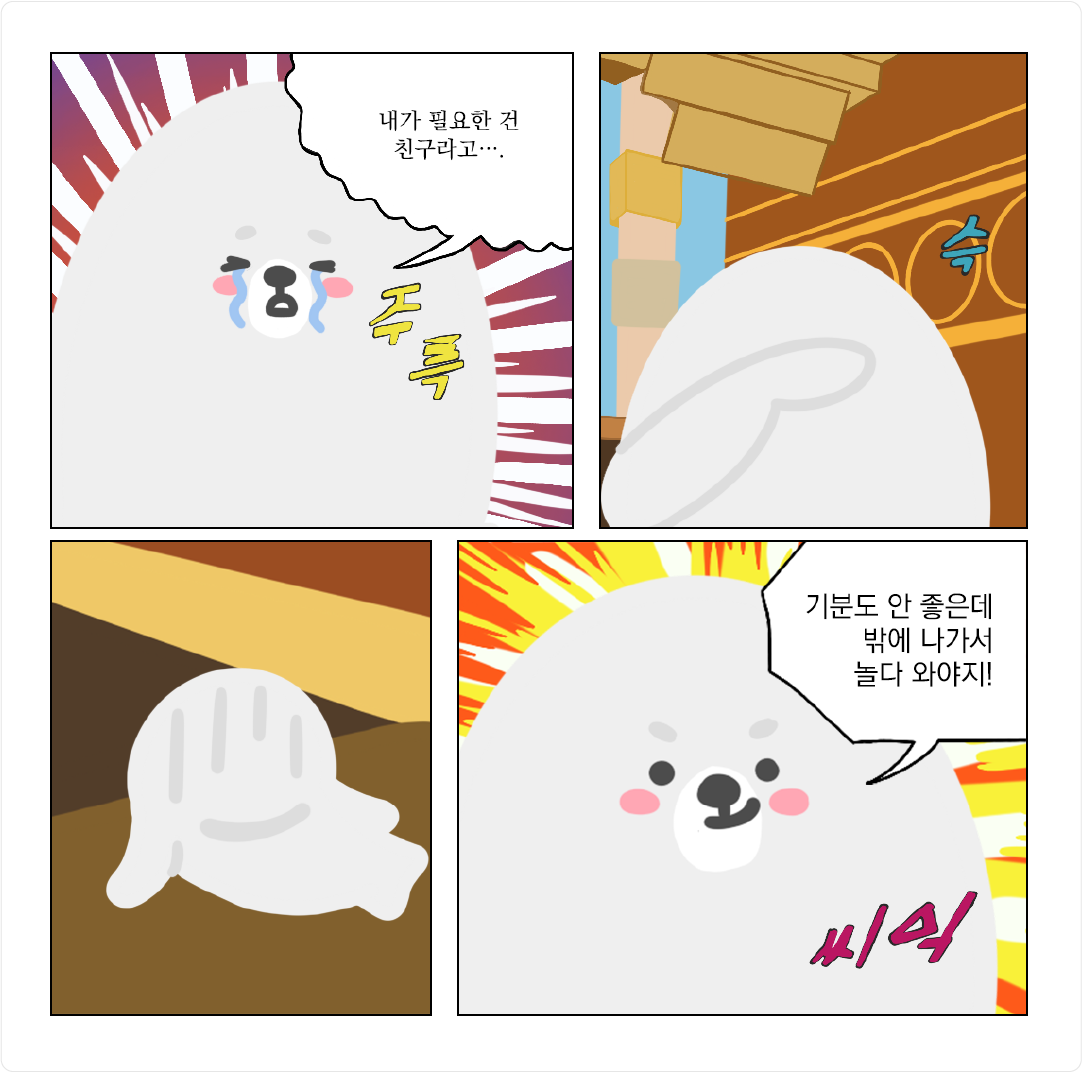 내가 필요한 건
친구라고….
주륵
슥
기분도 안 좋은데
밖에 나가서
놀다 와야지!
씨익